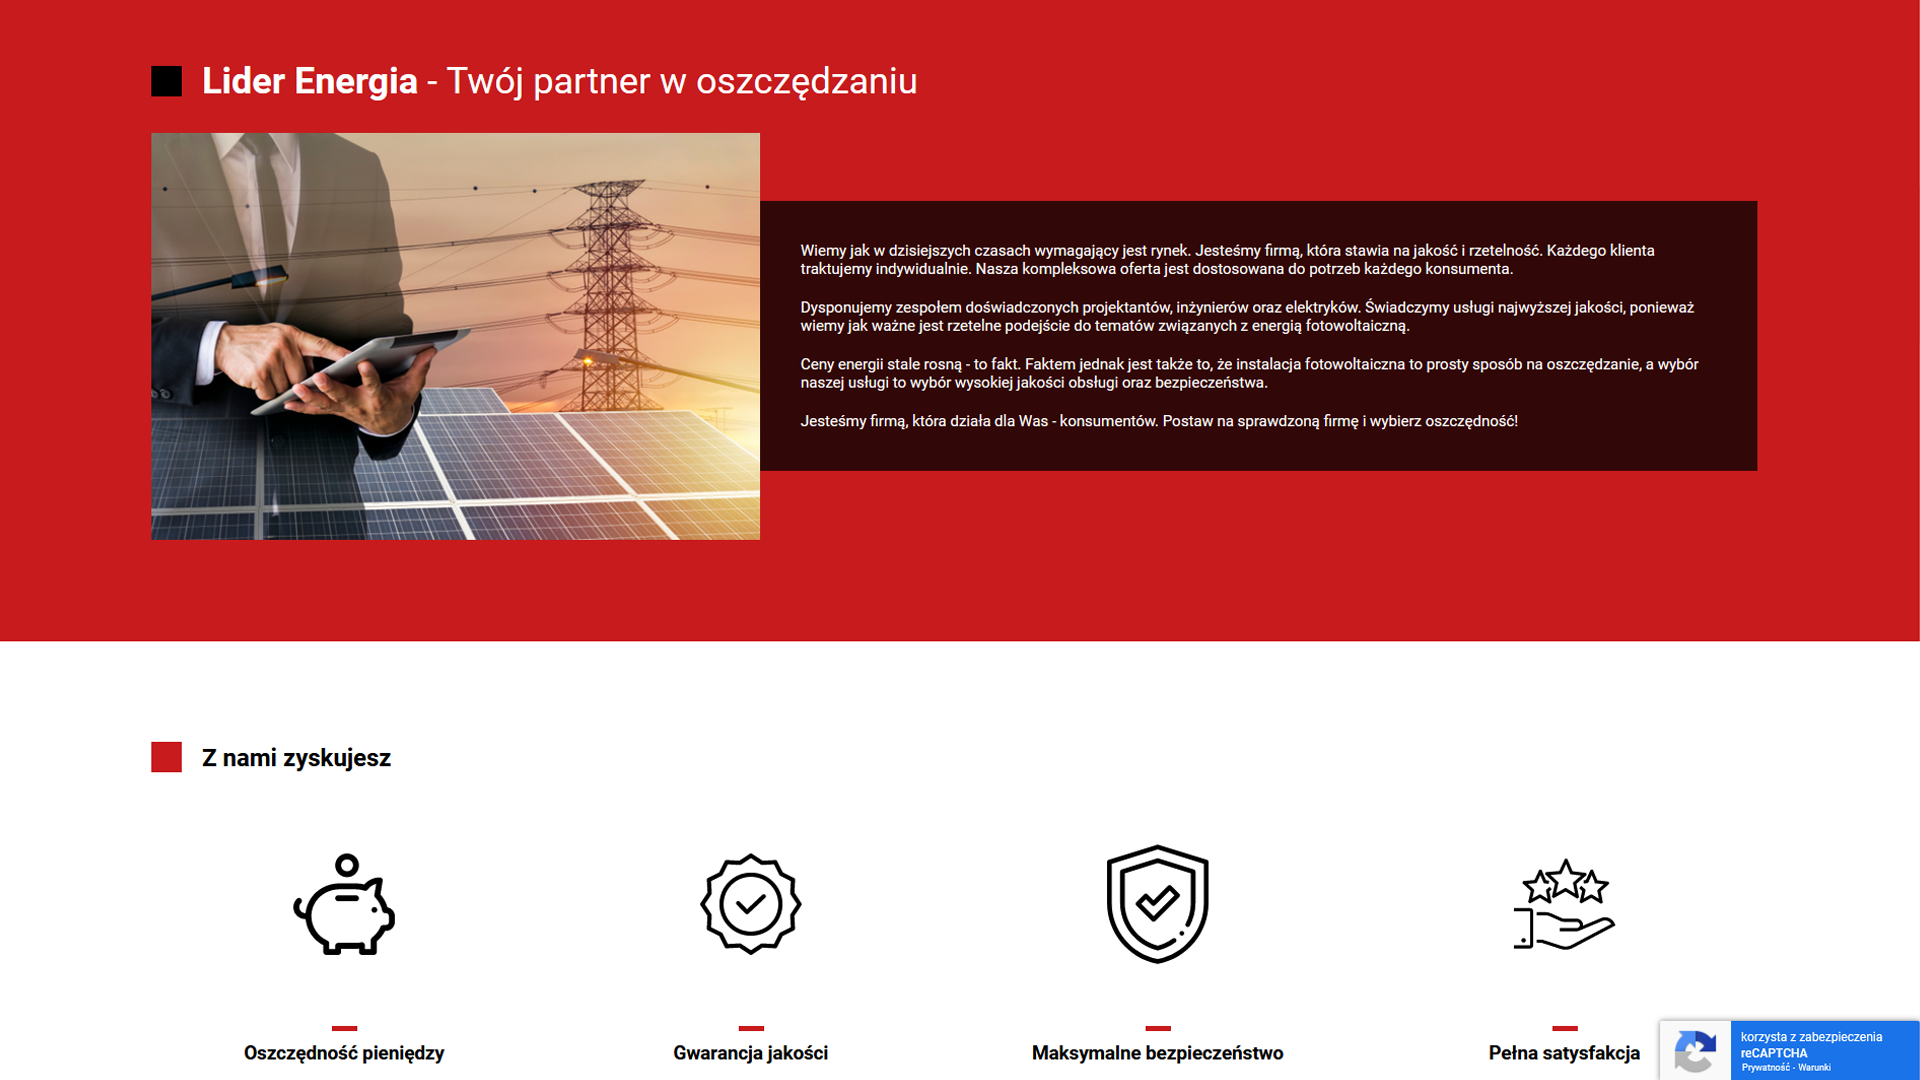 Lider Energia - Twój partner w oszczędzaniu
Wiemy jak w dzisiejszych czasach wymagający jest rynek. Jesteśmy firmą, która stawia na jakość i rzetelność. Każdego klienta
traktujemy indywidualnie. Nasza kompleksowa oferta jest dostosowana do potrzeb każdego konsumenta.
Dysponujemy zespołem doświadczonych projektantów, inżynierów oraz elektryków. Świadczymy usługi najwyższej jakości, ponieważ
wiemy jak ważne jest rzetelne podejście do tematów związanych z energią fotowoltaiczną.
Ceny energii stale rosną - to fakt. Faktem jednak jest także to, że instalacja fotowoltaiczna to prosty sposób na oszczędzanie, a wybór
naszej usługi to wybór wysokiej jakości obsługi oraz bezpieczeństwa.
Jesteśmy firmą, która działa dla Was - konsumentów. Postaw na sprawdzoną firmę i wybierz oszczędność!
Z nami zyskujesz
Oszczędność pieniędzy
Gwarancja jakości
Maksymalne bezpieczeństwo
Pełna satysfakcja
korzysta z zabezpieczenia
reCAPTCHA
Prywatność - Warunki